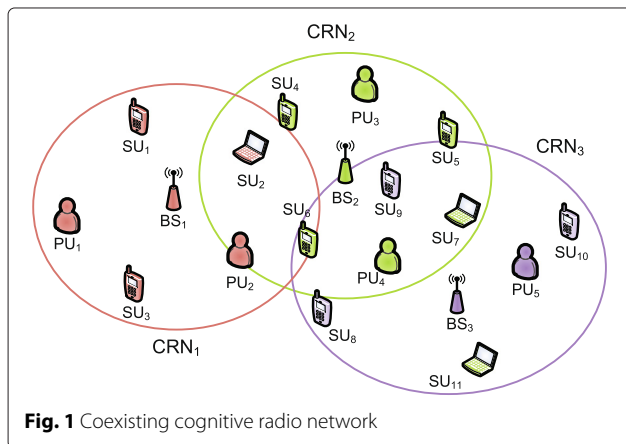 CRN2
SU4
PU3
SU1
SU5
CRN3
SU2
BS2
SU9
BS1
SU6
SU7
PU1
SU10
PU2
PU4
PU5
SU3
BS3
SU8
CRN1
SU11
Fig. 1 Coexisting cognitive radio network